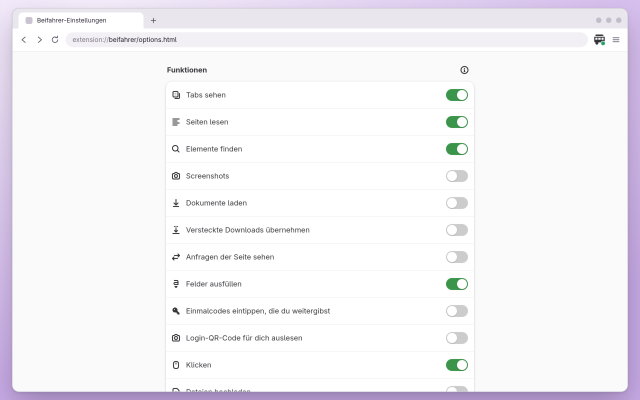 Beifahrer-Einstellungen
extension://beifahrer/options.html
Funktionen
Tabs sehen
Seiten lesen
Elemente finden
Screenshots
Dokumente laden
Versteckte Downloads übernehmen
Anfragen der Seite sehen
Felder ausfüllen
Einmalcodes eintippen, die du weitergibst
Login-QR-Code für dich auslesen
Klicken